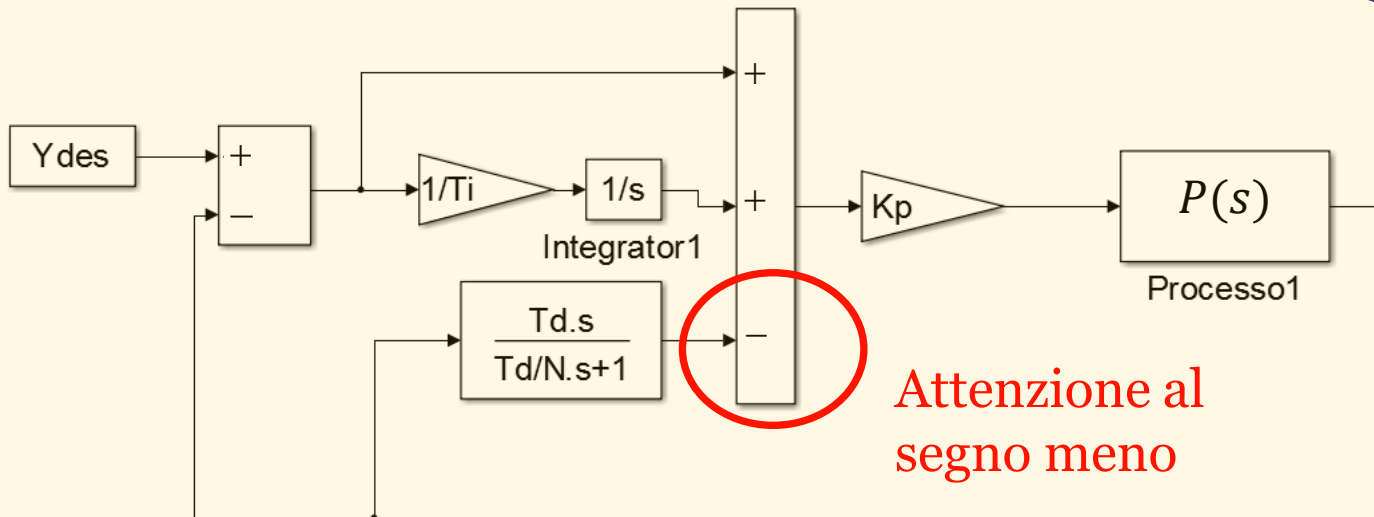 Ydes
+
−
1/Ti
1/s
Integrator1
Td.s
Td/N.s+1
+
+
−
Kp
P(s)
Processo1
Attenzione al
segno meno